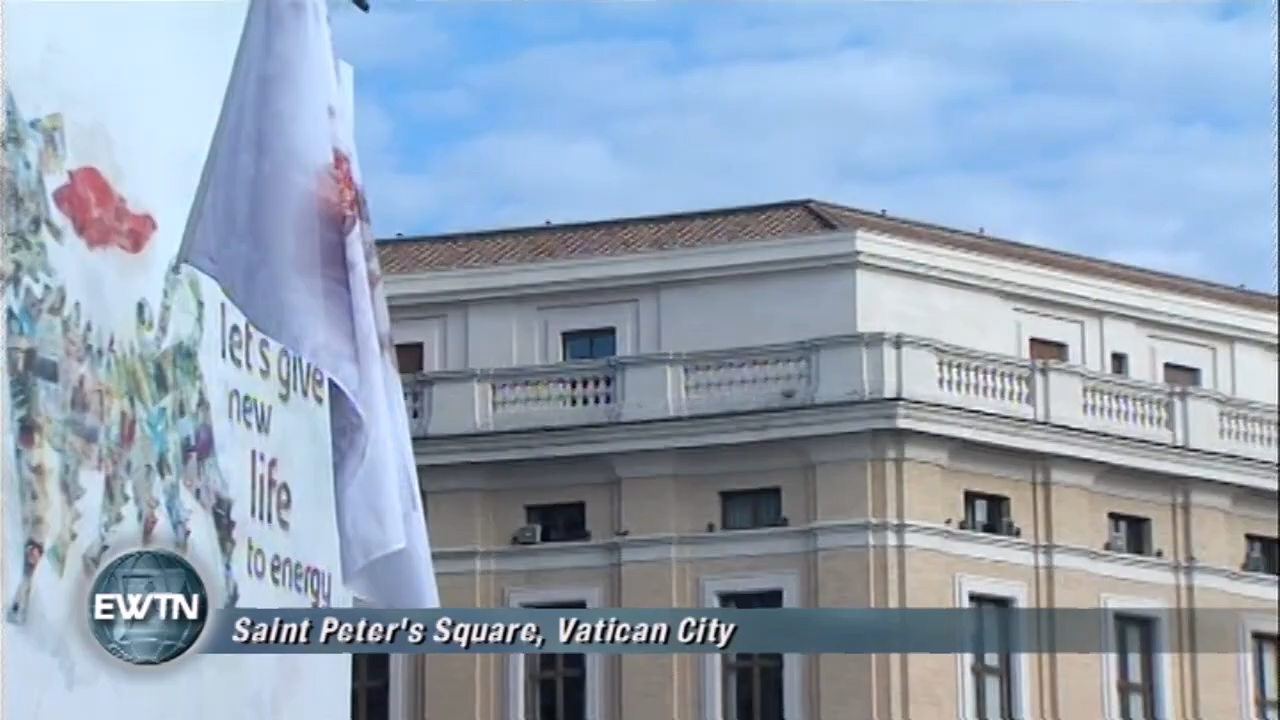 let's give
new
life
to energy
EWTN
Saint Peter's Square, Vatican City